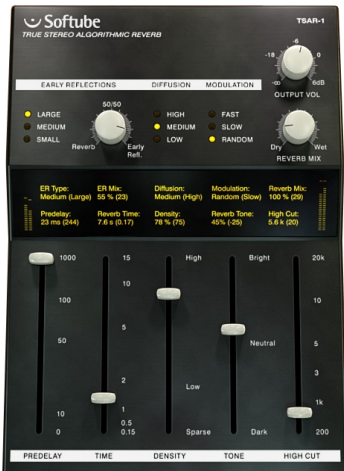 Softube
TSAR-1
TRUE STEREO ALGORITHMIC REVERB
-6
-18 0
-∞ 6dB
OUTPUT VOL
EARLY REFLECTIONS DIFFUSION MODULATION
50/50
LARGE HIGH FAST
MEDIUM MEDIUM SLOW
SMALL LOW RANDOM
Reverb Early Refl.
Dry Wet
REVERB MIX
ER Type: ER Mix: Diffusion: Modulation: Reverb Mix:
Medium (Large) 55 % (23) Medium (High) Random (Slow) 100 % (29)
Predelay: Reverb Time: Density: Reverb Tone: High Cut:
23 ms (244) 7.6 s (0.17) 78 % (75) 45% (-25) 5.6 k (20)
1000 15 High Bright 20k
100 10 10
50 5 Neutral 5
2 Low 3
10 1 1k
0.5
0 0.15 Sparse Dark 200
PREDELAY TIME DENSITY TONE HIGH CUT